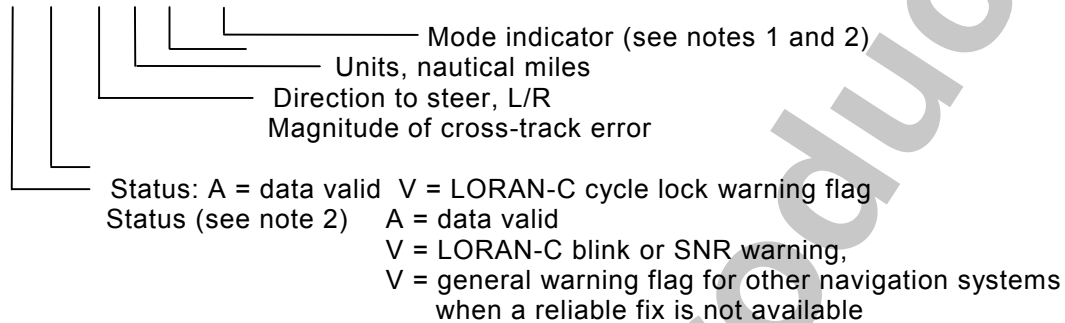 Mode indicator (see notes 1 and 2)
Units, nautical miles
Direction to steer, L/R
Magnitude of cross-track error
Status: A = data valid V = LORAN-C cycle lock warning flag
Status (see note 2) A = data valid
V = LORAN-C blink or SNR warning,
V = general warning flag for other navigation systems
when a reliable fix is not available
oduc